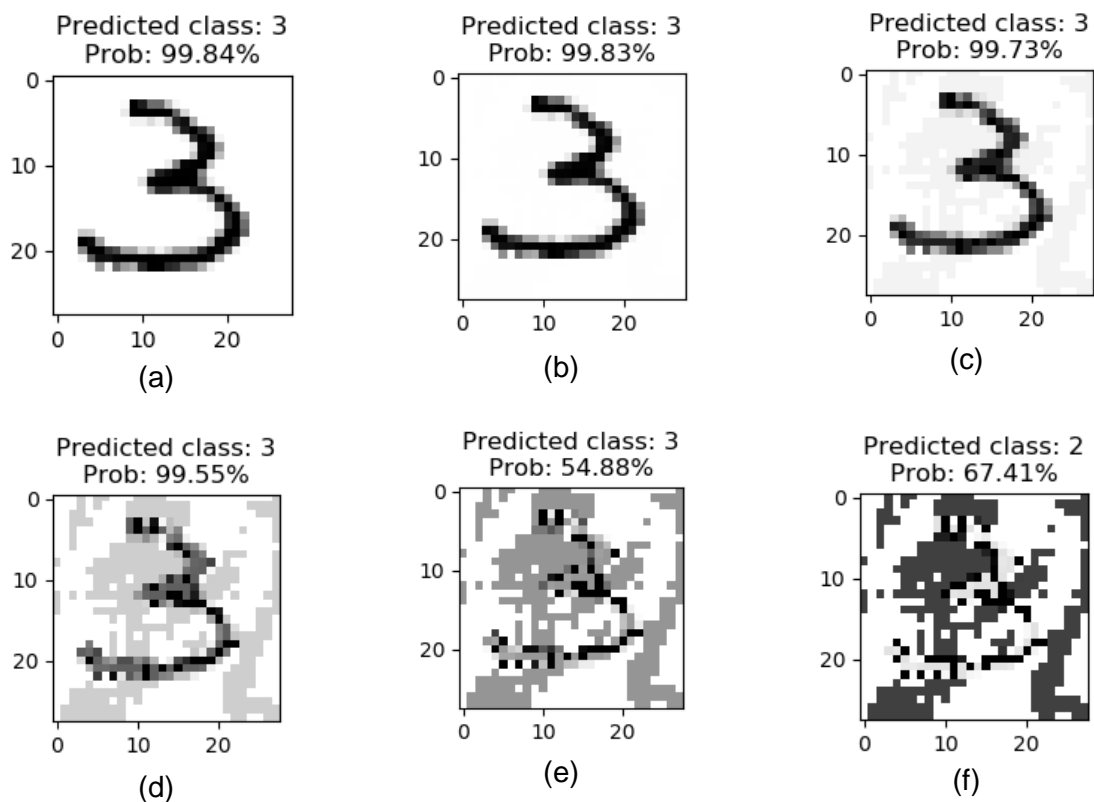 Predicted class: 3
Prob: 99.84%
0
10
20
0
10
20
(a)
Predicted class: 3
Prob: 99.83%
0
10
20
0
10
20
(b)
Predicted class: 3
Prob: 99.73%
0
10
20
0
10
20
(c)
Predicted class: 3
Prob: 99.55%
0
10
20
0
10
20
(d)
Predicted class: 3
Prob: 54.88%
0
10
20
0
10
20
(e)
Predicted class: 2
Prob: 67.41%
0
10
20
0
10
20
(f)